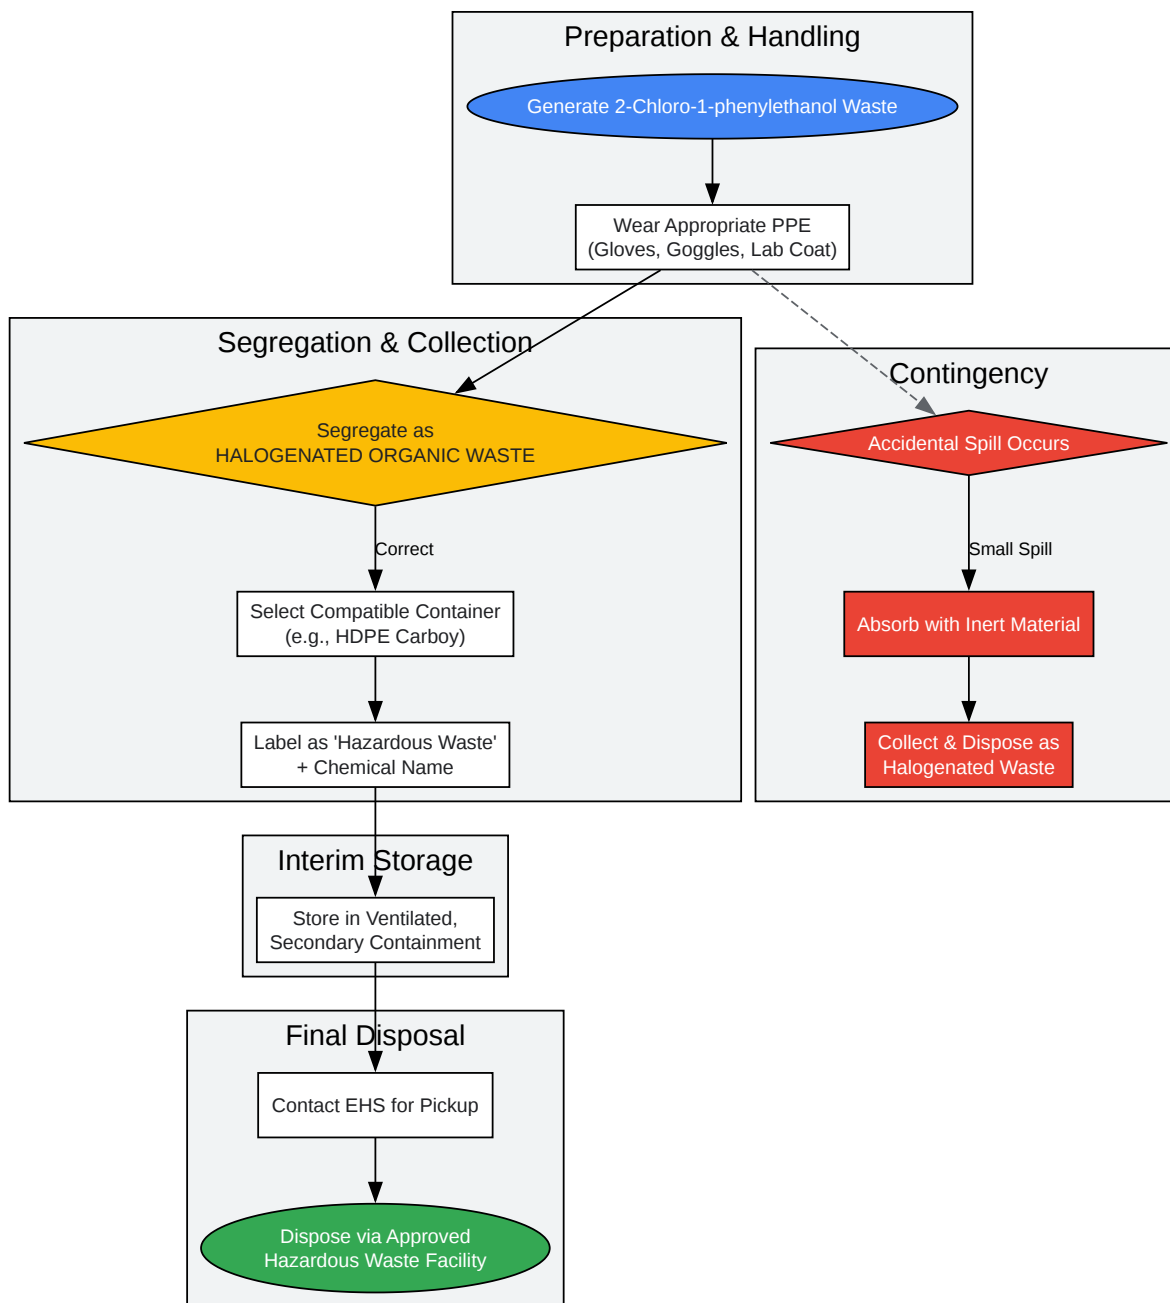 Preparation & Handling
Generate 2-Chloro-1-phenylethanol Waste
Wear Appropriate PPE
(Gloves, Goggles, Lab Coat)
Segregation & Collection
Segregate as
HALOGENATED ORGANIC WASTE
Correct
Select Compatible Container
(e.g., HDPE Carboy)
Label as 'Hazardous Waste'
+ Chemical Name
Contingency
Accidental Spill Occurs
Small Spill
Absorb with Inert Material
Collect & Dispose as
Halogenated Waste
Interim Storage
Store in Ventilated,
Secondary Containment
Final Disposal
Contact EHS for Pickup
Dispose via Approved
Hazardous Waste Facility